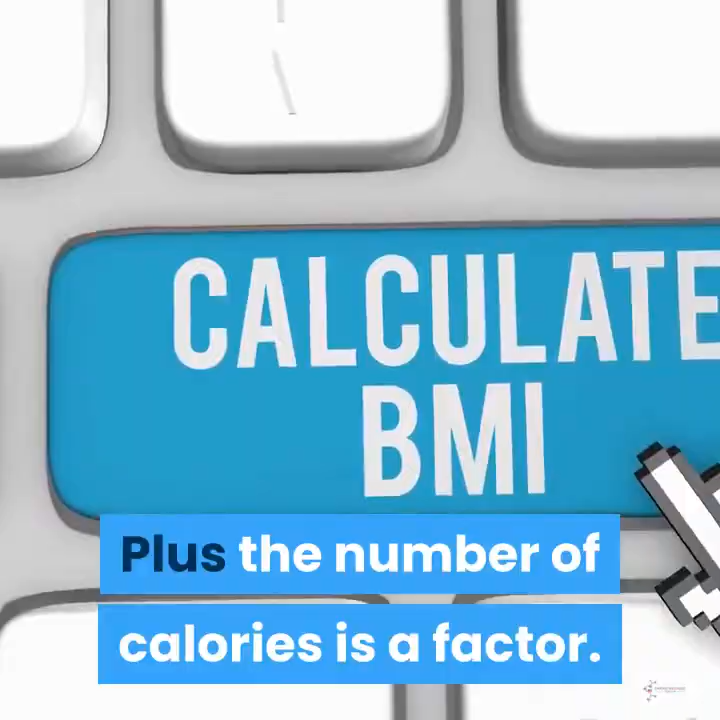 CALCULATE
BMI
Plus the number of
calories is a factor.